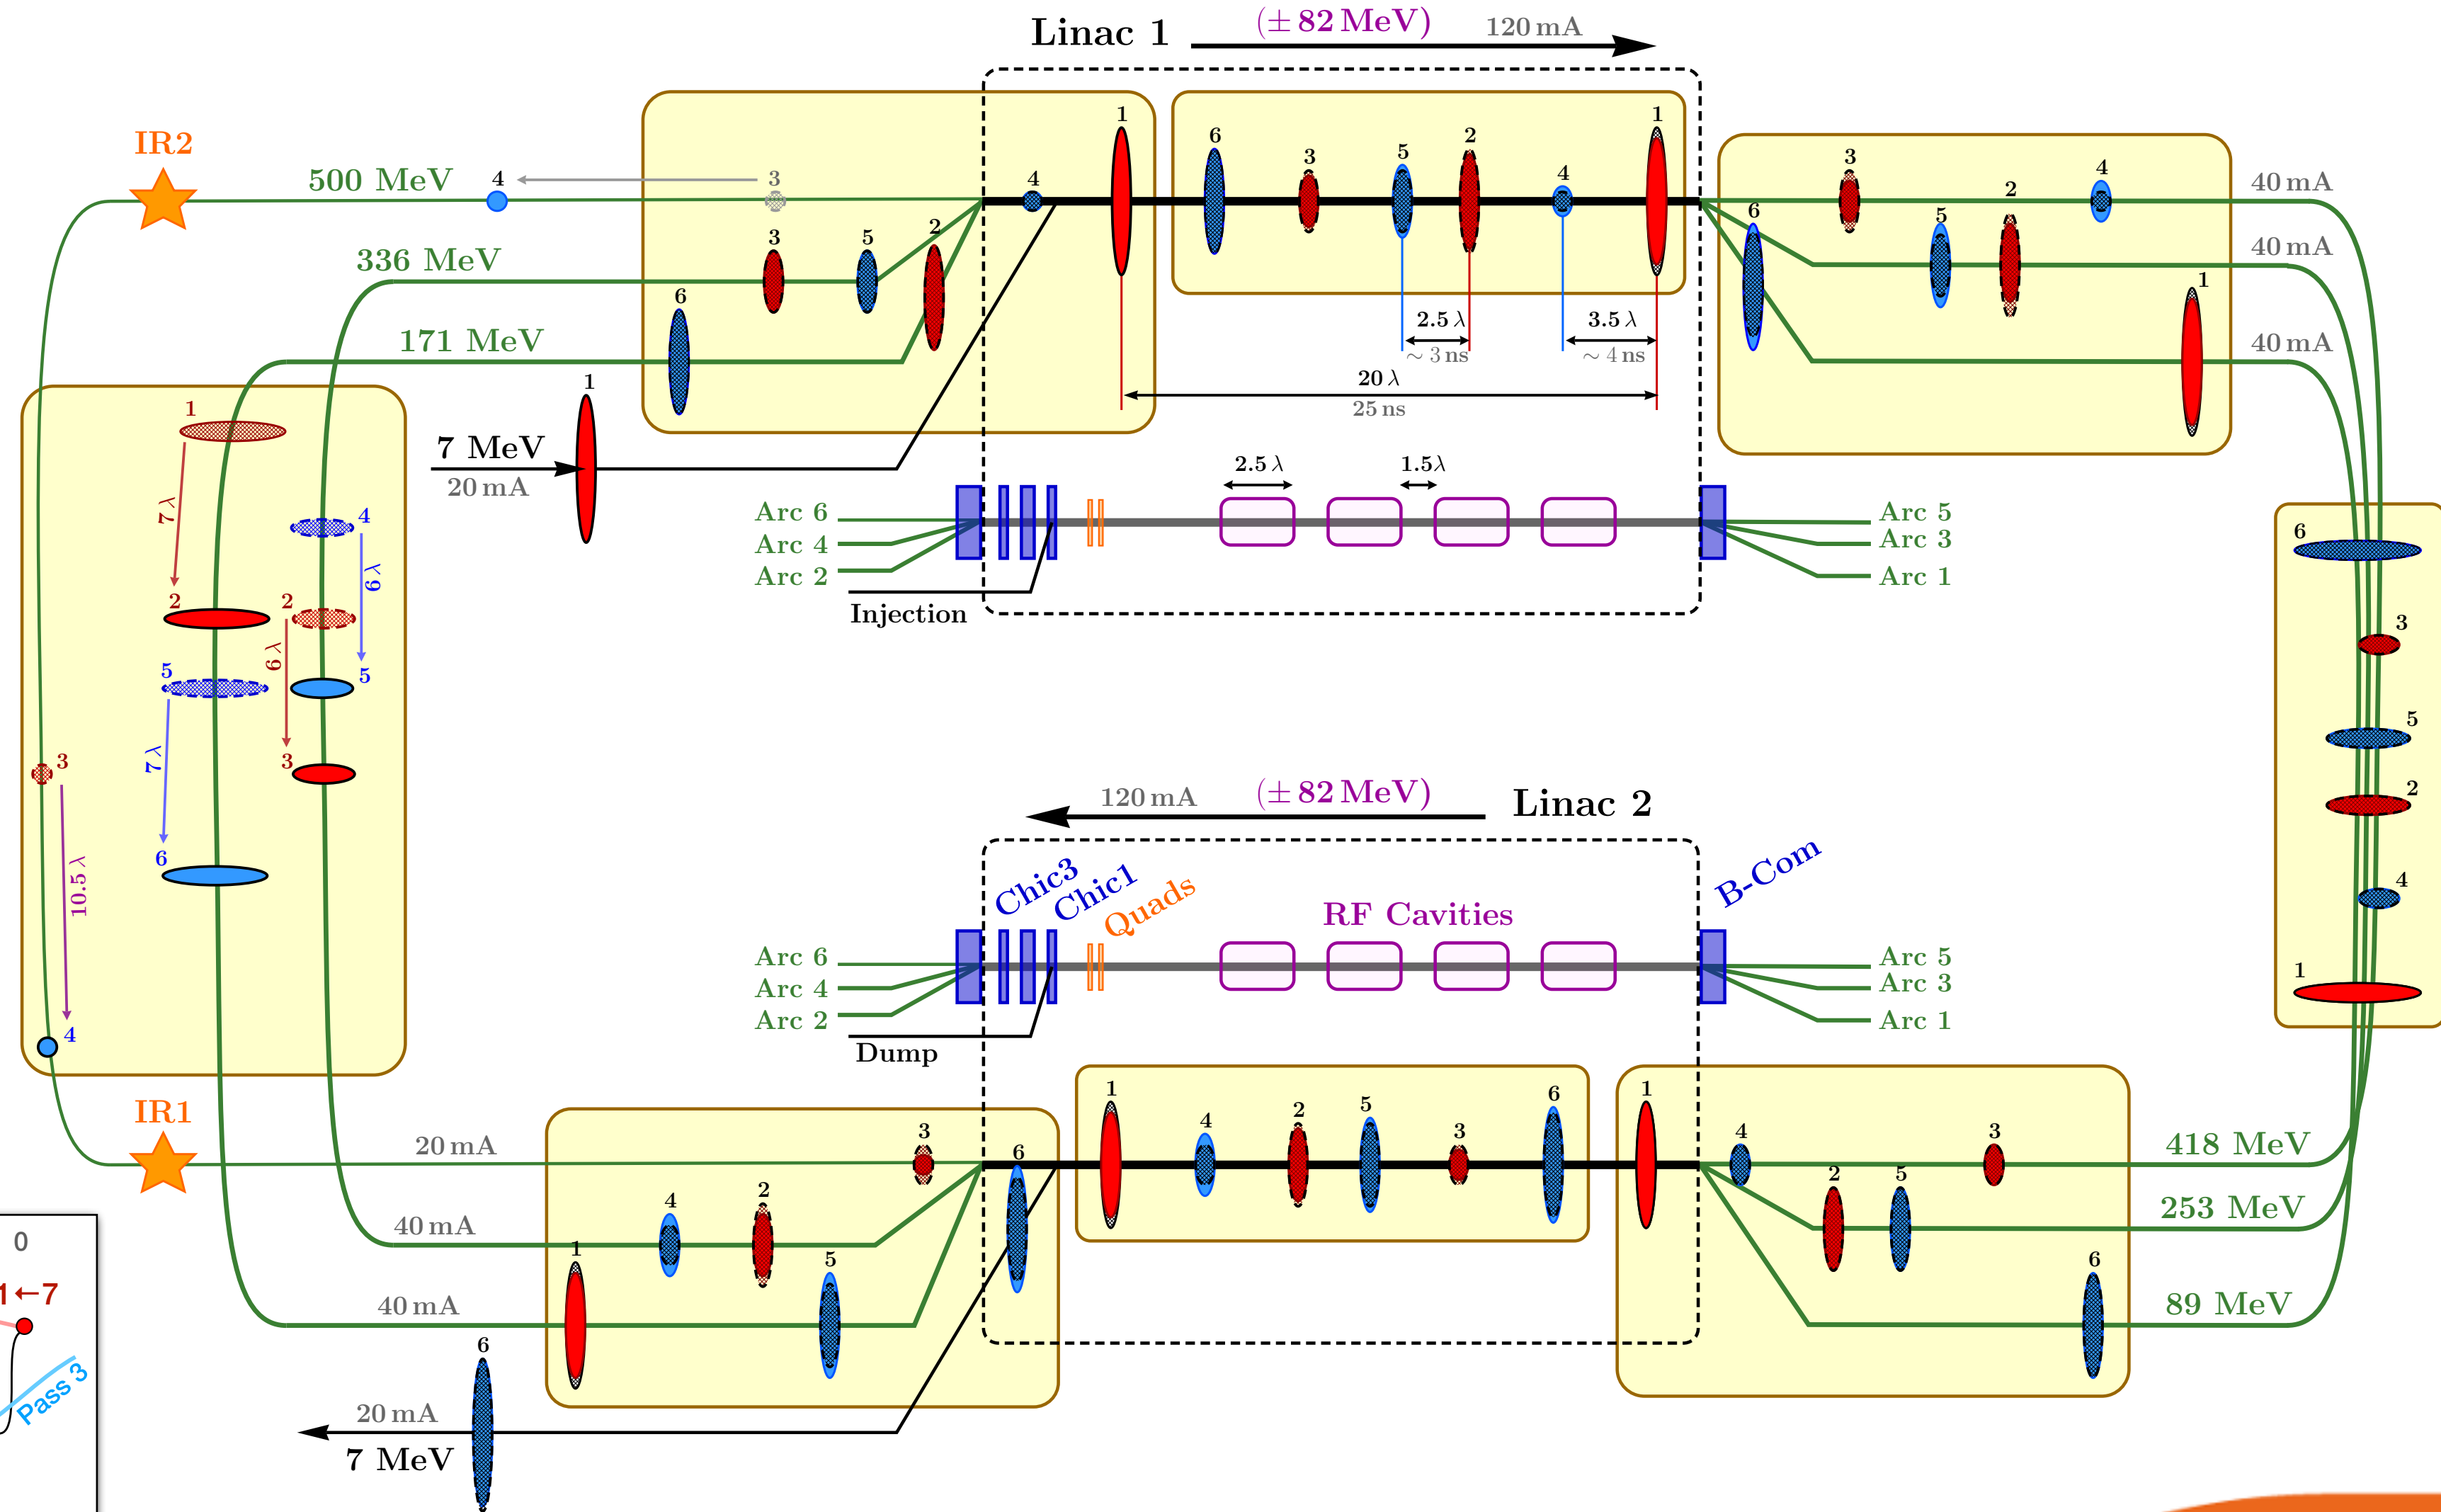 Linac 1
(± 82 MeV)
120 mA
IR2
500 MeV
4
3
4
1
6
3
5
2
4
1
3
4
40 mA
336 MeV
3
5
2
6
5
2
40 mA
171 MeV
6
2.5 λ
∼ 3 ns
3.5 λ
∼ 4 ns
1
40 mA
20 λ
25 ns
1
7 MeV
20 mA
1
7 λ
2
5
7 λ
6
4
6 λ
5
2
6 λ
3
3
10.5 λ
4
2.5 λ
1.5λ
Arc 6
Arc 4
Arc 2
Injection
Arc 5
Arc 3
Arc 1
6
3
5
2
4
1
120 mA
(± 82 MeV)
Linac 2
Chic3
Chic1
Quads
RF Cavities
B-Com
Arc 6
Arc 4
Arc 2
Dump
Arc 5
Arc 3
Arc 1
IR1
20 mA
3
6
1
4
2
5
3
6
1
4
3
418 MeV
40 mA
4
2
2
5
253 MeV
40 mA
1
5
6
89 MeV
6
20 mA
7 MeV
0
1←7
Pass 3